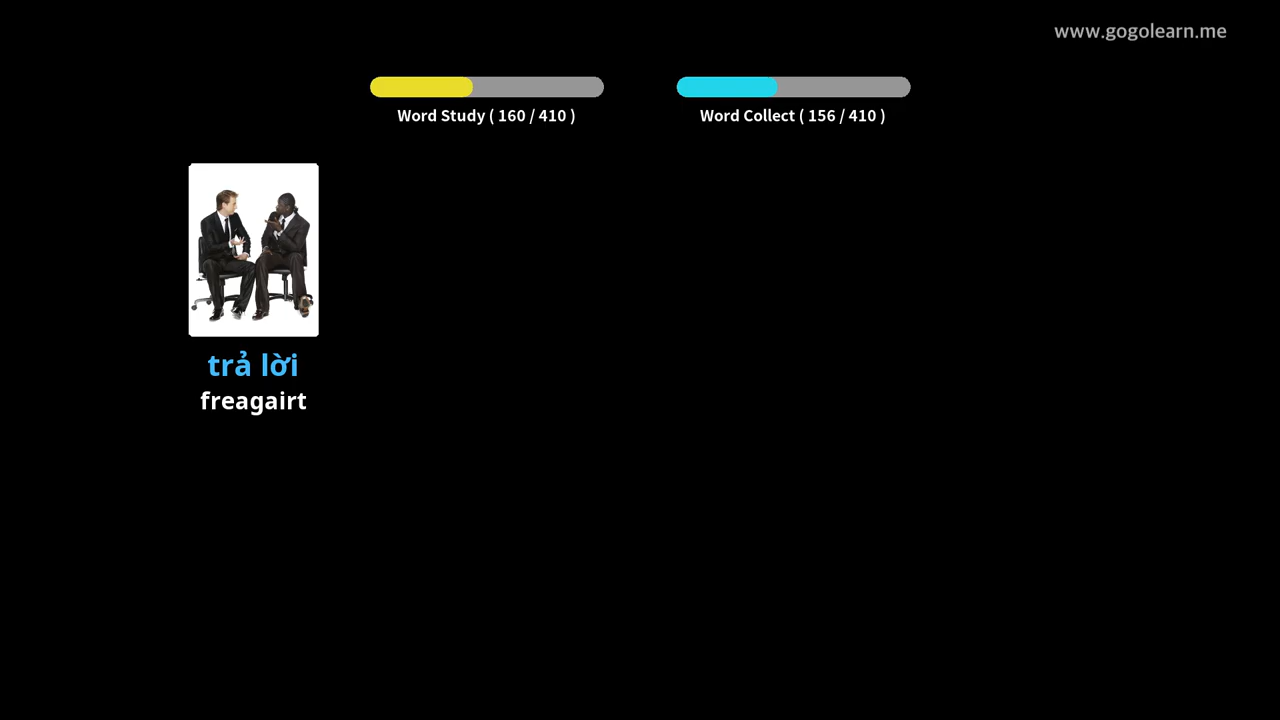 www.gogolearn.me
Word Study ( 160 / 410 )
Word Collect ( 156 / 410 )
trả lời
freagairt